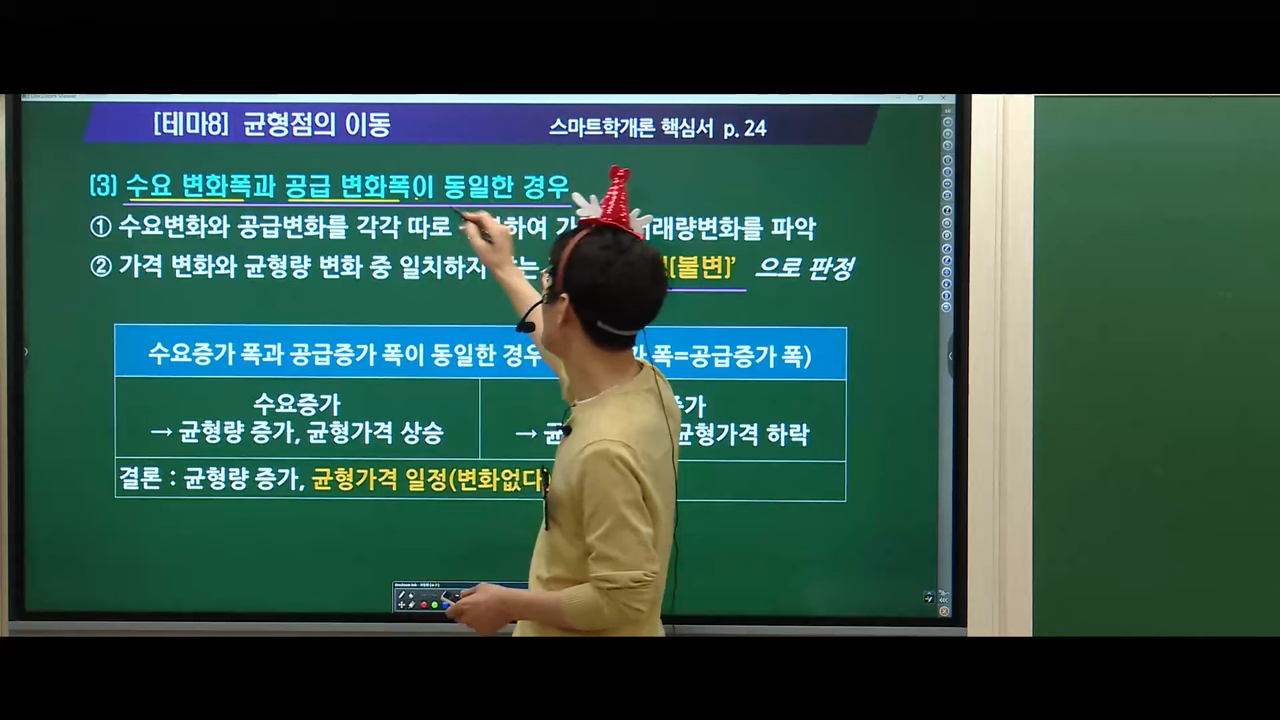 [테마8] 균형점의 이동
스마트학개론 핵심서 p. 24
(3) 수요 변화폭과 공급 변화폭이 동일한 경우
① 수요변화와 공급변화를 각각 따로 하여 가 래량변화를 파악
② 가격 변화와 균형량 변화 중 일치하지 는 [불변]' 으로 판정
수요증가 폭과 공급증가 폭이 동일한 경우 폭=공급증가 폭)
수요증가
→ 균형량 증가, 균형가격 상승
가
→ 균 균형가격 하락
결론 : 균형량 증가, 균형가격 일정(변화없다)